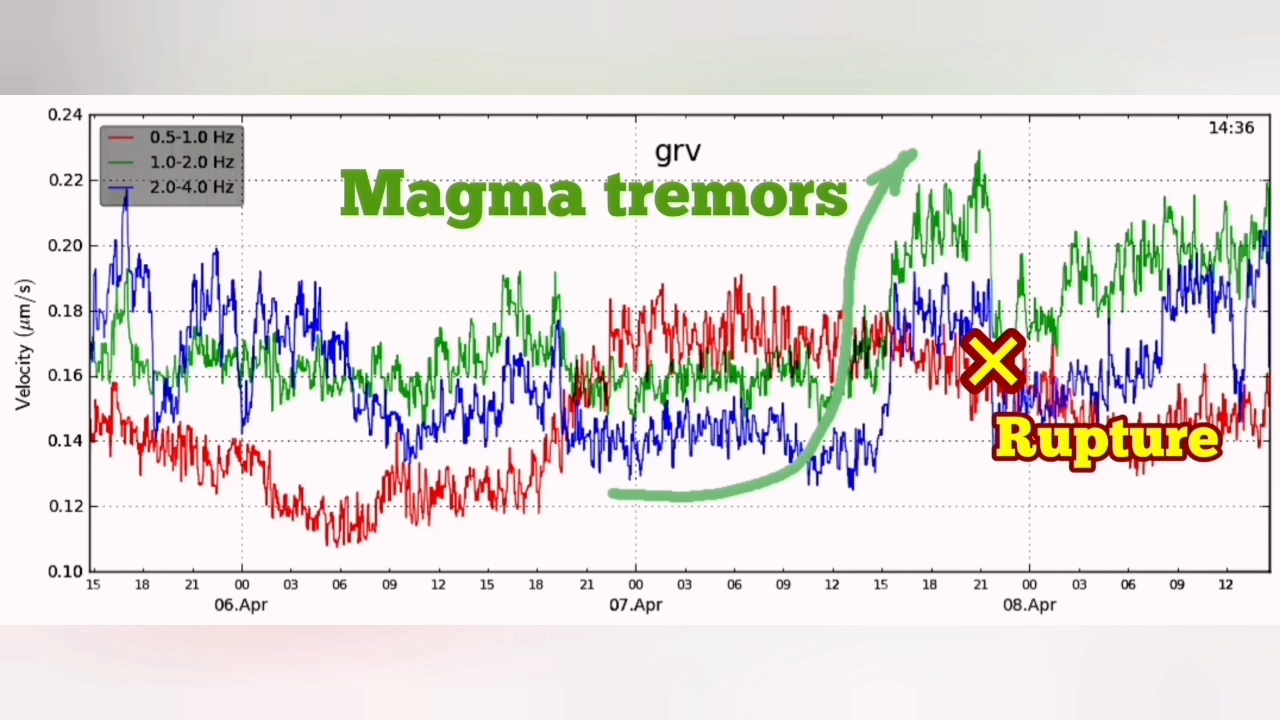 0.24
0.5-1.0 Hz
14:36
grv
1.0-2.0 Hz
Magma tremors
0.22
2.0-4.0 Hz
0.20
0.18
Velocity (μm/s)
0.16
Rupture
0.14
0.12
0.10
15 18 21 00 03 06 09 12 15 18 21 00 03 06 09 12 15 18 21 00 03 06 09 12
06.Apr 07.Apr 08.Apr